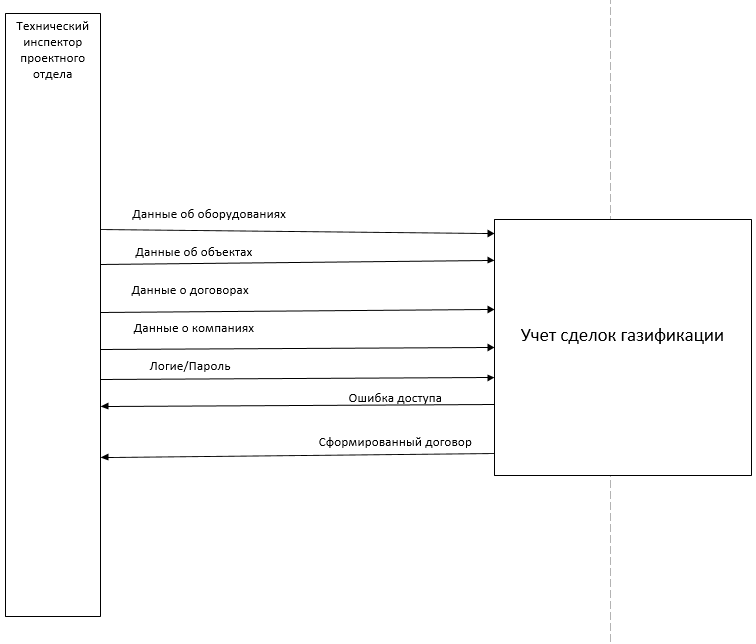 Технический
инспектор
проектного
отдела
Данные об оборудованиях
Данные об объектах
Данные о договорах
Данные о компаниях
Логие/Пароль
Ошибка доступа
Сформированный договор
Учет сделок газификации